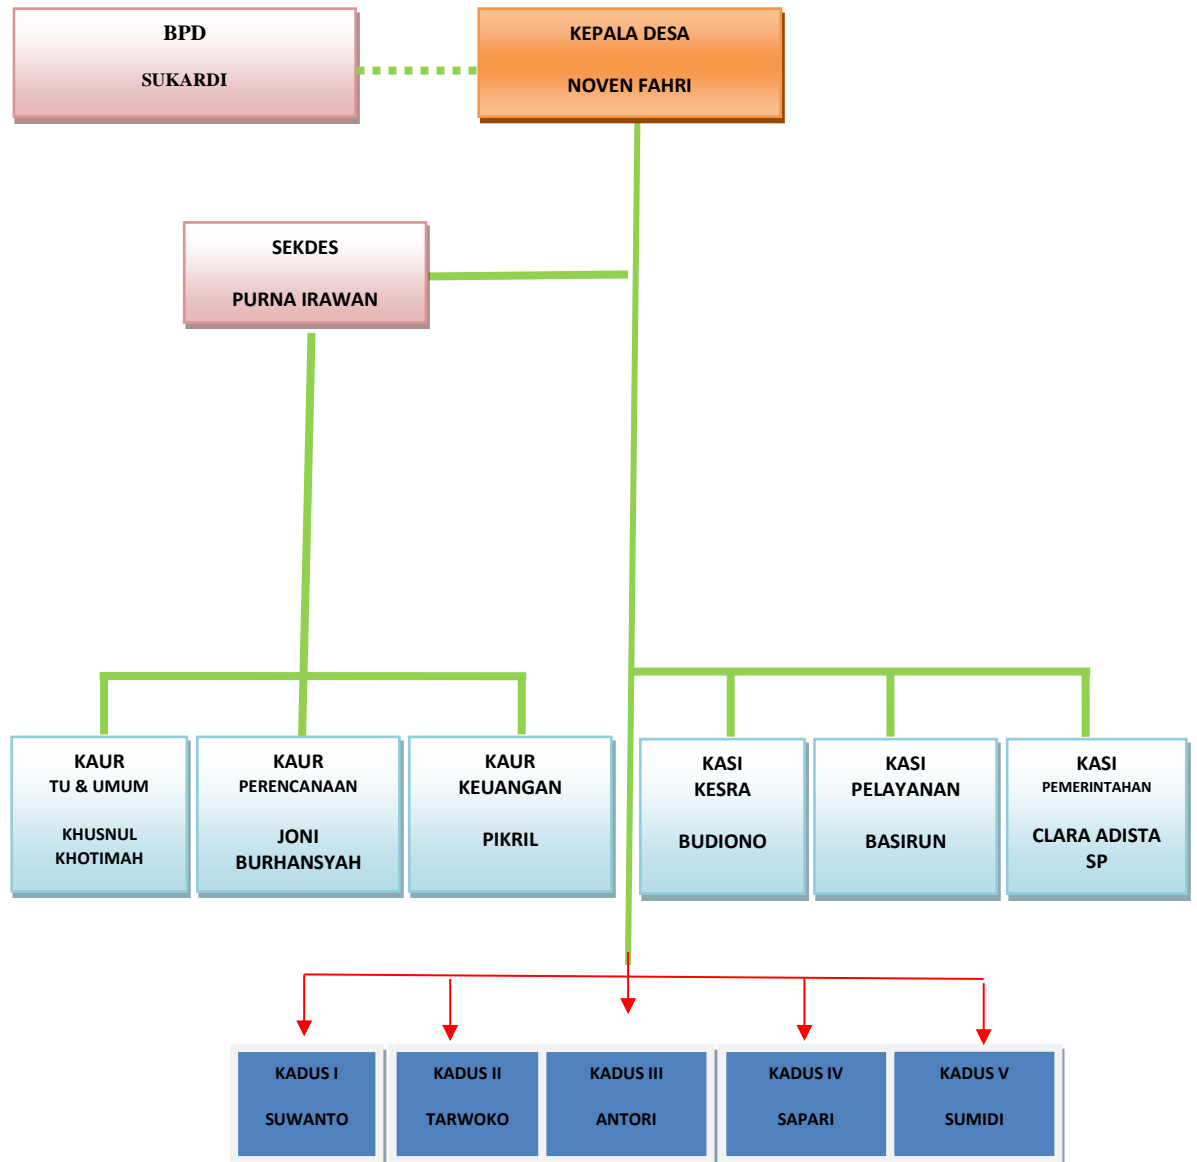 BPD
SUKARDI
KEPALA DESA
NOVEN FAHRI
SEKDES
PURNA IRAWAN
KAUR
TU & UMUM
KHUSNUL
KHOTIMAH
KAUR
PERENCANAAN
JONI
BURHANSYAH
KAUR
KEUANGAN
PIKRIL
KASI
KESRA
BUDIONO
KASI
PELAYANAN
BASIRUN
KASI
PEMERINTAHAN
CLARA ADISTA
SP
KADUS I
SUWANTO
KADUS II
TARWOKO
KADUS III
ANTORI
KADUS IV
SAPARI
KADUS V
SUMIDI